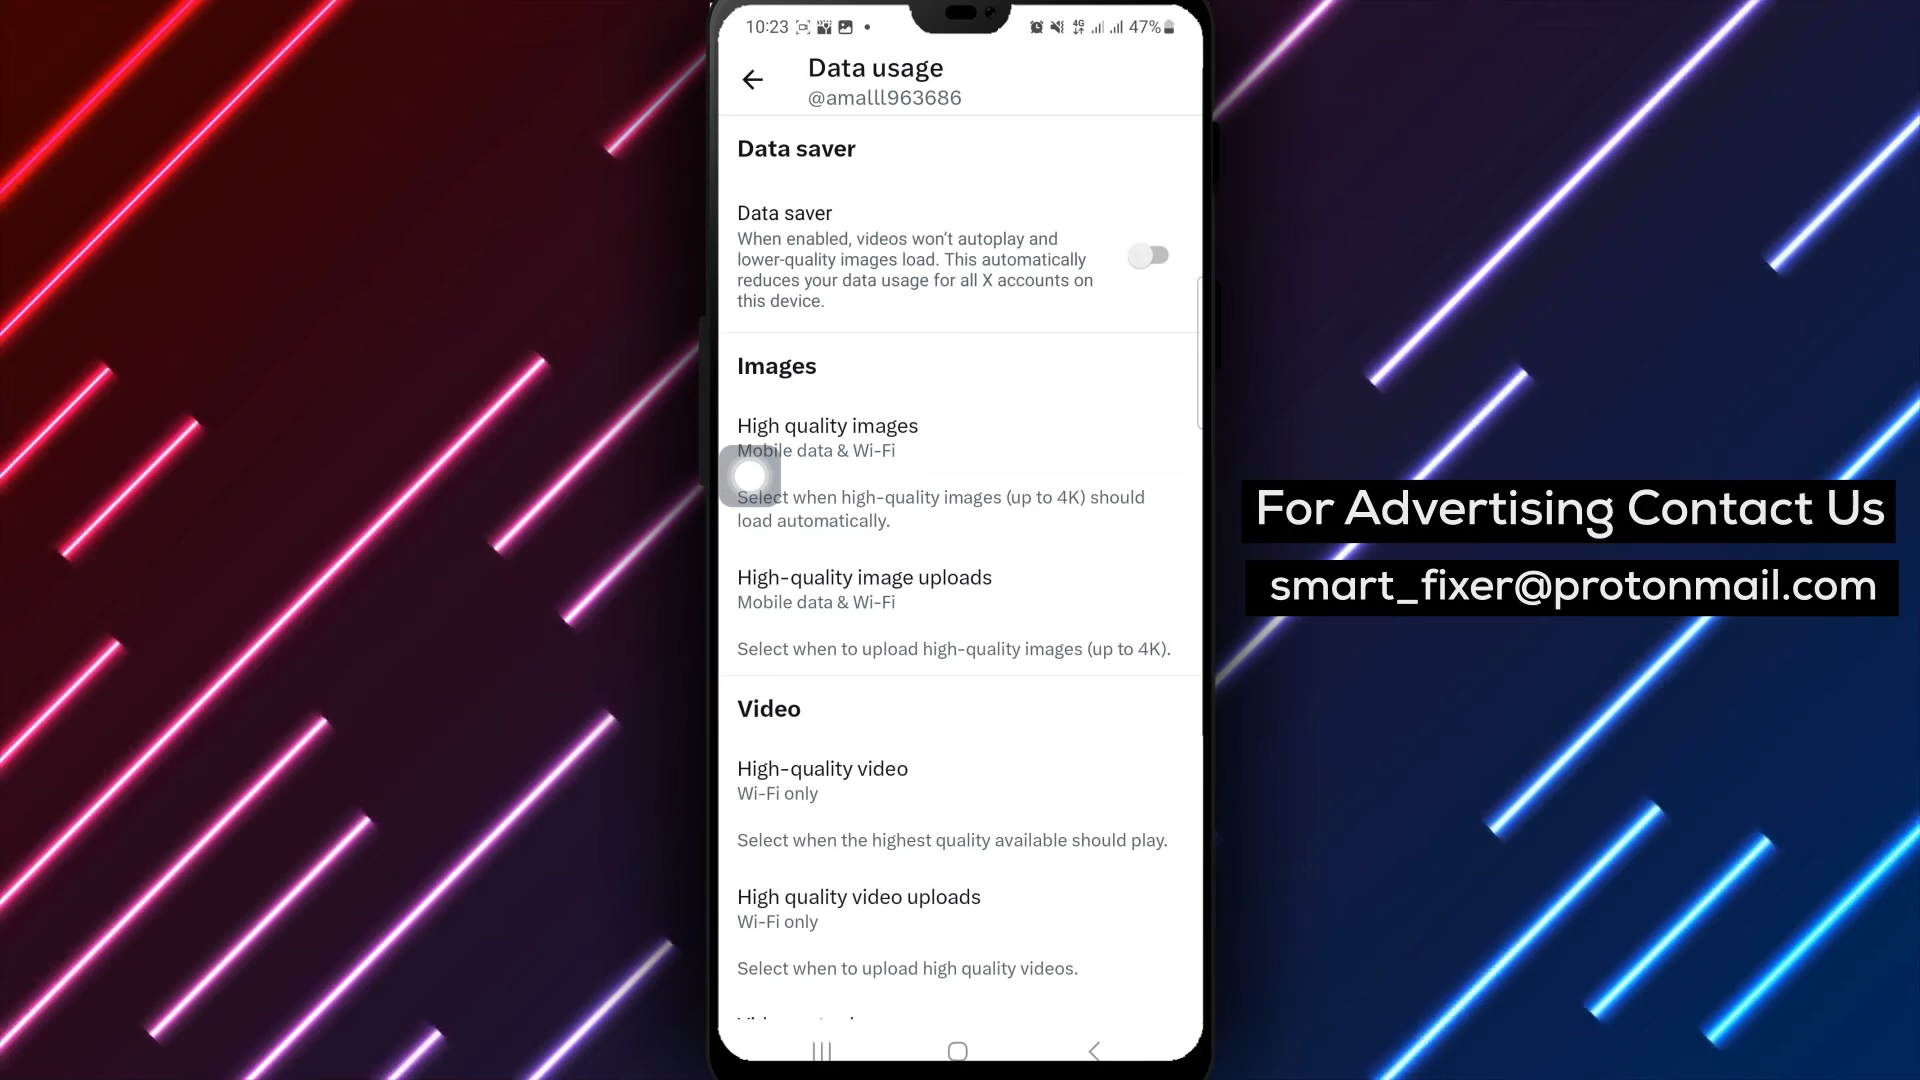 10:23
4G
47%
Data usage
@amalll963686
Data saver
Data saver
When enabled, videos won't autoplay and
lower-quality images load. This automatically
reduces your data usage for all X accounts on
this device.
Images
High quality images
Mobile data & Wi-Fi
Select when high-quality images (up to 4K) should
load automatically.
High-quality image uploads
Mobile data & Wi-Fi
Select when to upload high-quality images (up to 4K).
Video
High-quality video
Wi-Fi only
Select when the highest quality available should play.
High quality video uploads
Wi-Fi only
Select when to upload high quality videos.
For Advertising Contact Us
smart_fixer@protonmail.com